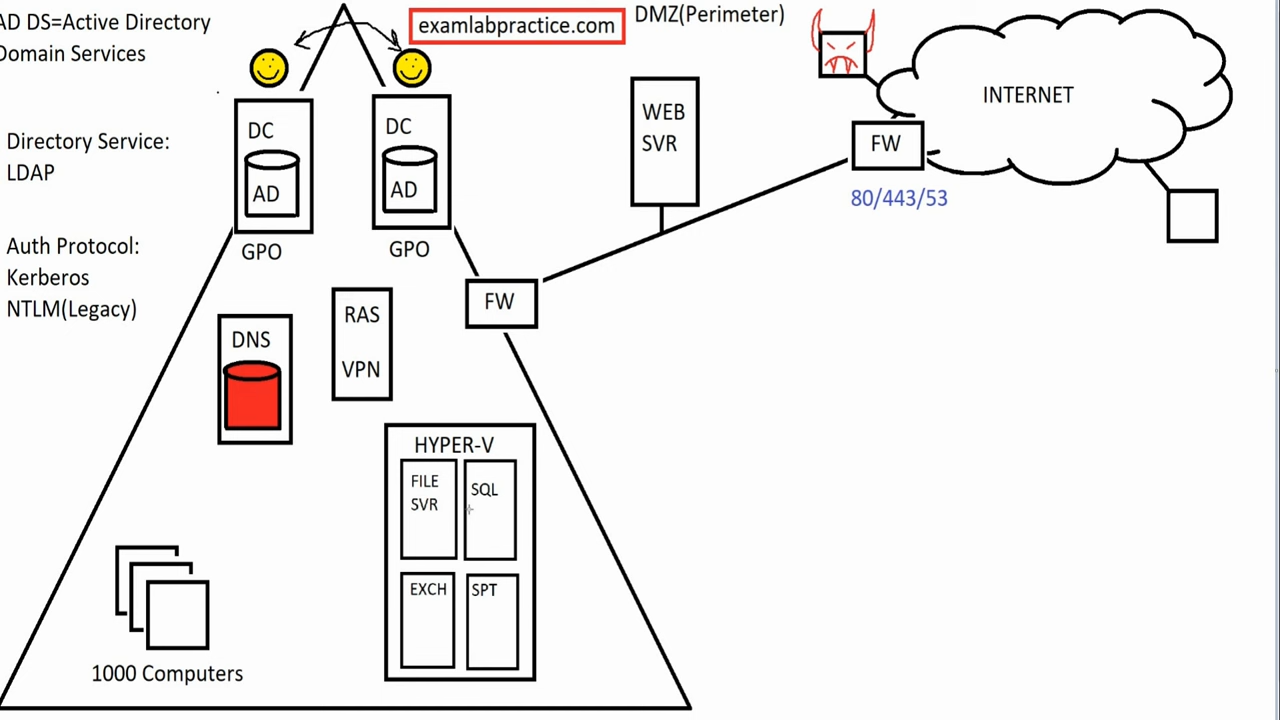 AD DS=Active Directory
Domain Services
examlabpractice.com
DMZ(Perimeter)
Directory Service:
LDAP
Auth Protocol:
Kerberos
NTLM(Legacy)
DC
AD
GPO
DC
AD
GPO
WEB
SVR
FW
80/443/53
INTERNET
FW
DNS
RAS
VPN
HYPER-V
FILE
SVR
SQL
EXCH
SPT
1000 Computers